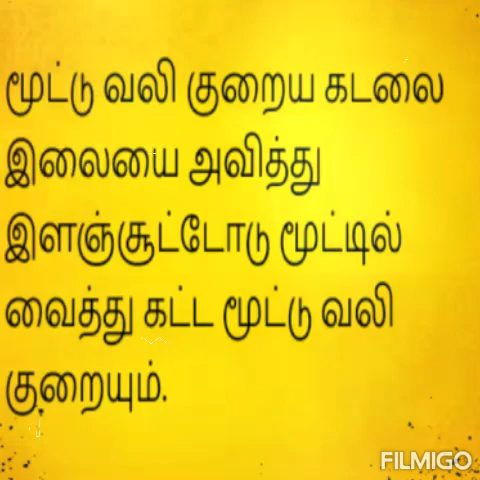 மூட்டு வலி குறைய கடலை
இலையை அவித்து
இளஞ்சூட்டோடு மூட்டில்
வைத்து கட்ட மூட்டு வலி
குறையும்.
FILMIGO